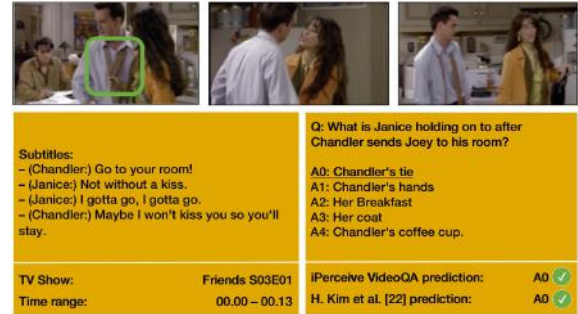 Subtitles:
– (Chandler:) Go to your room!
– (Janice:) Not without a kiss.
– (Janice:) I gotta go, I gotta go.
– (Chandler:) Maybe I won't kiss you so you'll
stay.
Q: What is Janice holding on to after
Chandler sends Joey to his room?
A0: Chandler's tie
A1: Chandler's hands
A2: Her Breakfast
A3: Her coat
A4: Chandler's coffee cup.
TV Show: Friends S03E01
Time range: 00.00 – 00.13
iPerceive VideoQA prediction: A0
H. Kim et al. [22] prediction: A0